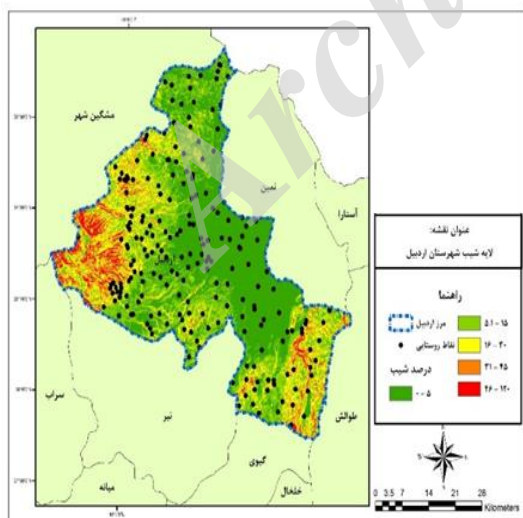 Arch
مشگین شهر
نمین
آستارا
سراب
نیر
طوالش
گیوی
میانه
خلخال
عنوان نقشه:
لایه شیب شهرستان اردبیل
راهنما
مرز اردبیل
نقاط روستایی
درصد شیب
۰ - ۵
۵.۱ - ۱۵
۱۶ - ۳۰
۳۱ - ۴۵
۴۶ - ۱۲۰
N
0 3.5 7 14 21 28
Kilometers